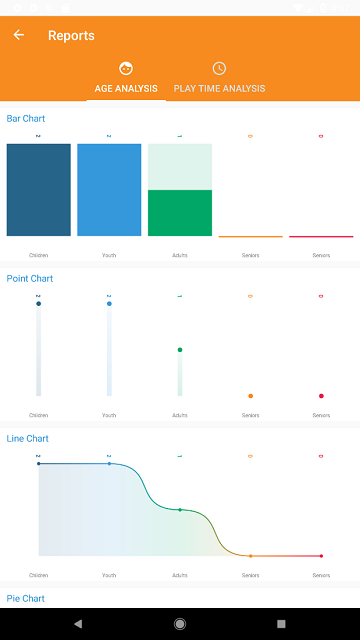 Reports
AGE ANALYSIS PLAY TIME ANALYSIS
Bar Chart
2 2 1 0 0
Children Youth Adults Seniors Seniors
Point Chart
2 2 1 0 0
Children Youth Adults Seniors Seniors
Line Chart
2 2 1 0 0
Children Youth Adults Seniors Seniors
Pie Chart